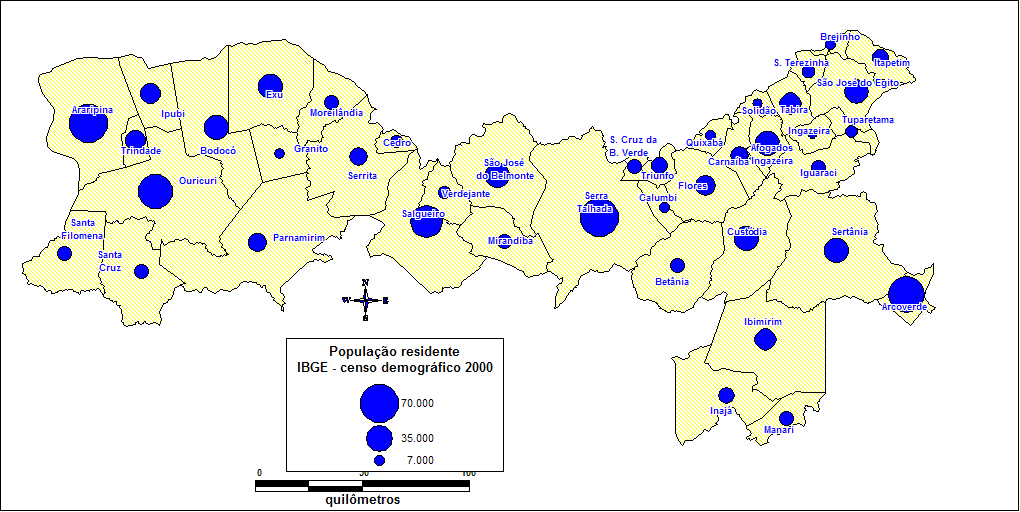 Brejinho
S. Terezinha
Itapetim
São José do Egito
Exu
Araripina
Ipubi
Moreilândia
Solidão
Tabira
Tuparetama
Ingazeira
Trindade
Bodocó
Granito
Cedro
S. Cruz da
B. Verde
Quixabá
Carnaíba
Afogados
Ingazeira
Iguaraci
Serrita
São José
do Belmonte
Triunfo
Ouricuri
Verdejante
Flores
Calumbi
Serra
Talhada
Salgueiro
Santa
Filomena
Santa
Cruz
Parnamirim
Mirandiba
Custódia
Sertânia
Betânia
Arcoverde
N
W
E
S
Ibimirim
Inajá
Manari
População residente
IBGE - censo demográfico 2000
70.000
35.000
7.000
0 50 100
quilômetros